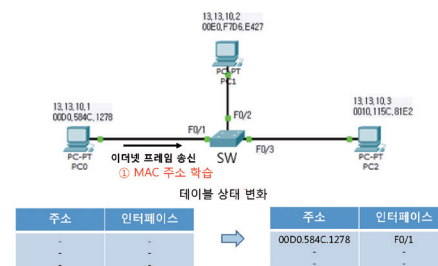 13,13,10,2
00E0,F7D6,E427
PC-PT
PC1
13,13,10,1
00D0,584C,1278
13,13,10,3
0010,115C,81E2
F0/2
F0/1
F0/3
이더넷 프레임 송신
SW
PC-PT
PC0
PC-PT
PC2
① MAC 주소 학습
테이블 상태 변화
주소 인터페이스
- -
- -
- -
주소 인터페이스
00D0.584C.1278 F0/1
- -
- -